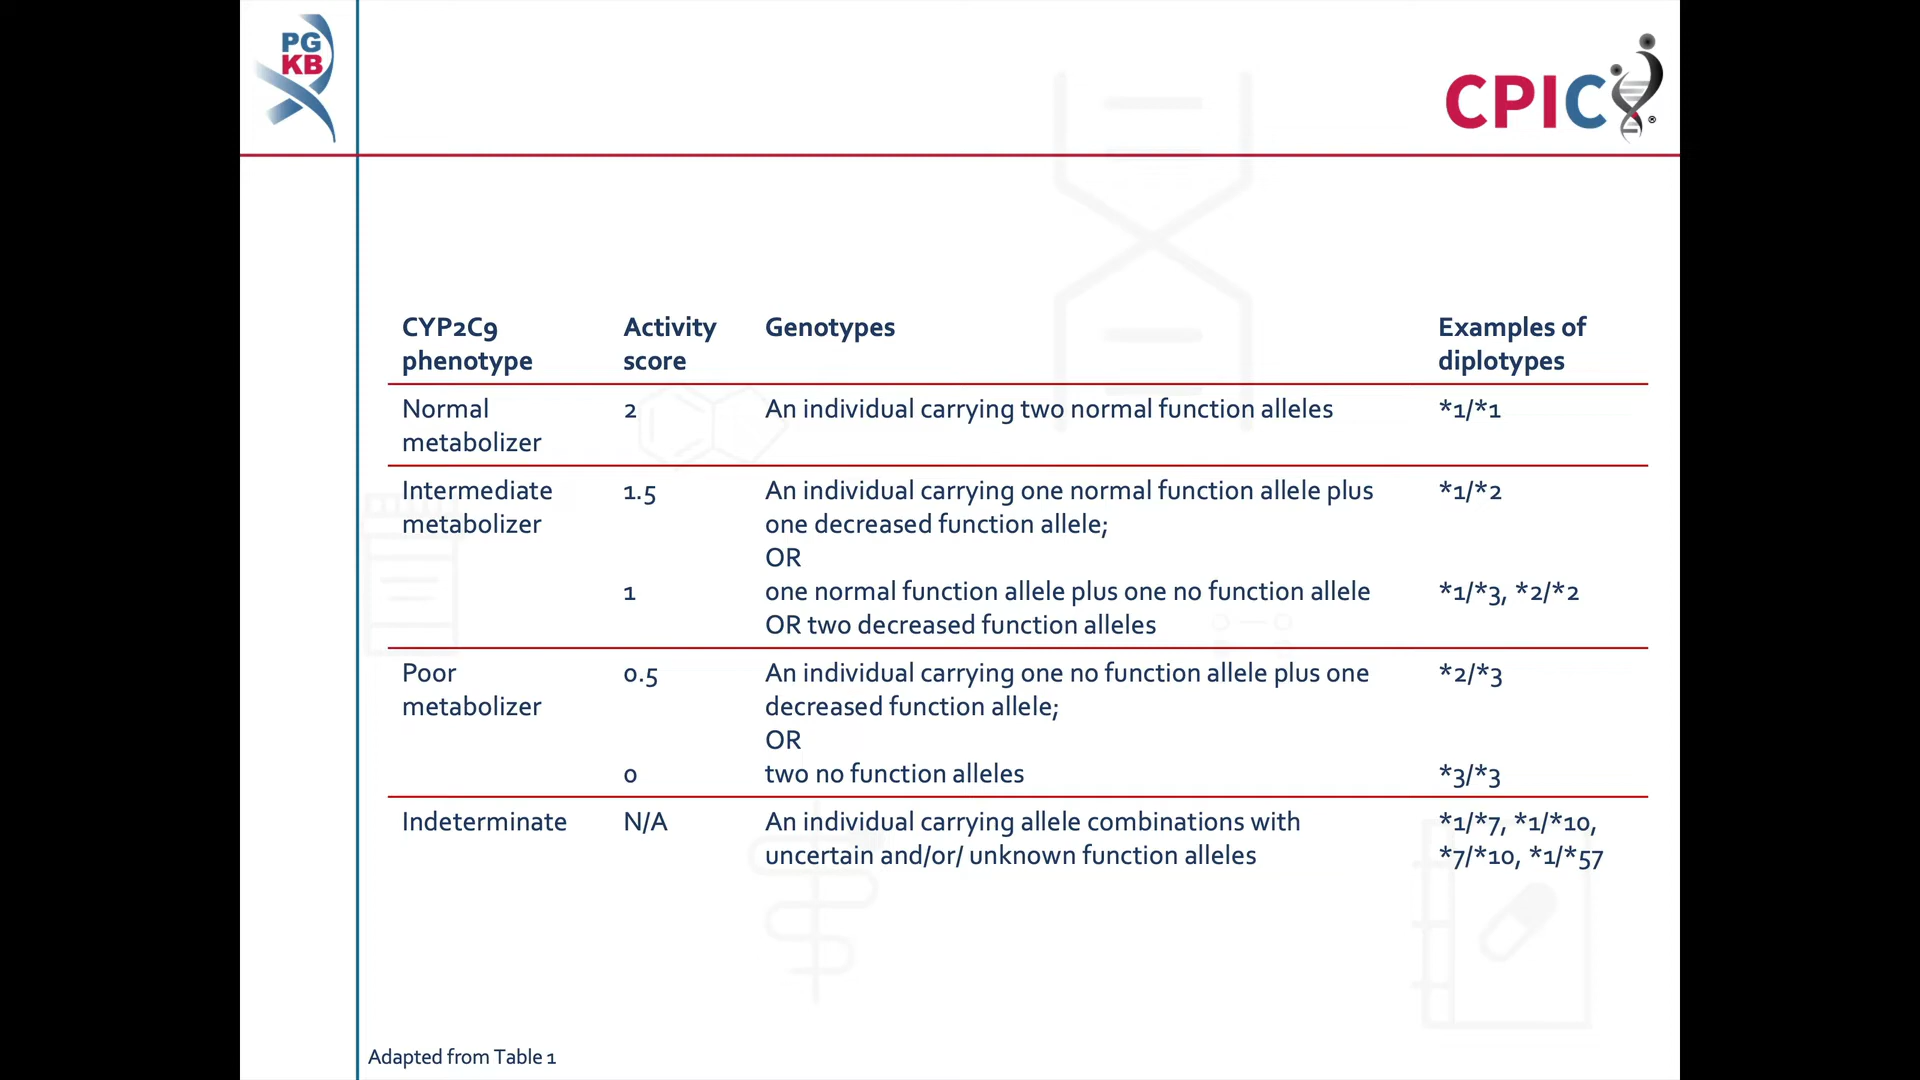 PG
KB
CPIC®
CYP2C9 phenotype Activity score Genotypes Examples of diplotypes
Normal metabolizer 2 An individual carrying two normal function alleles *1/*1
Intermediate metabolizer 1.5 An individual carrying one normal function allele plus one decreased function allele; *1/*2
OR
1 one normal function allele plus one no function allele *1/*3, *2/*2
OR two decreased function alleles
Poor metabolizer 0.5 An individual carrying one no function allele plus one decreased function allele; *2/*3
OR
0 two no function alleles *3/*3
Indeterminate N/A An individual carrying allele combinations with uncertain and/or/ unknown function alleles *1/*7, *1/*10, *7/*10, *1/*57
Adapted from Table 1